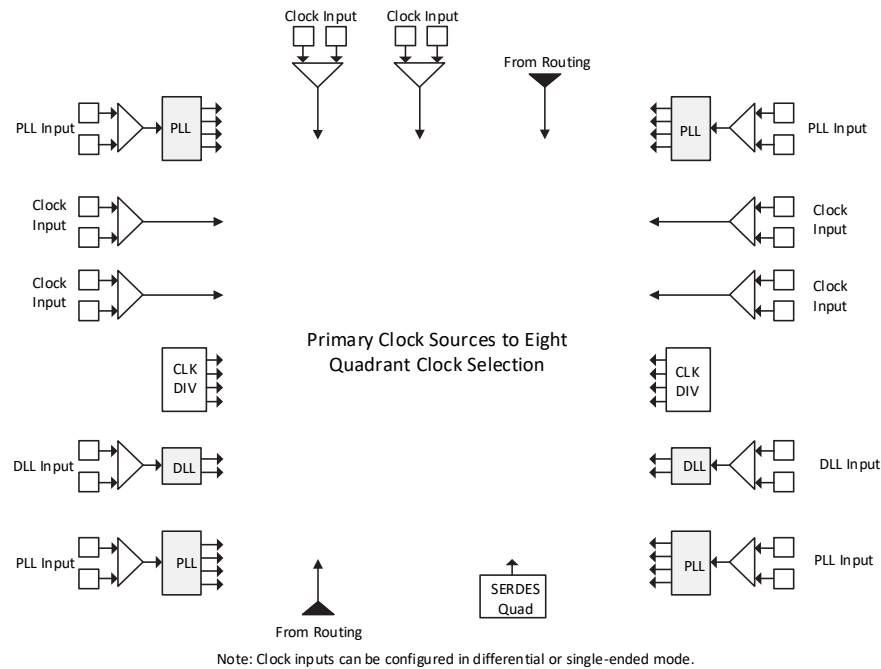 Clock Input
Clock Input
From Routing
PLL Input
PLL
PLL
PLL Input
Clock
Input
Clock
Input
Clock
Input
Clock
Input
Primary Clock Sources to Eight
Quadrant Clock Selection
CLK
DIV
CLK
DIV
DLL Input
DLL
DLL
DLL Input
PLL Input
PLL
PLL
PLL Input
SERDES
Quad
From Routing
Note: Clock inputs can be configured in differential or single-ended mode.